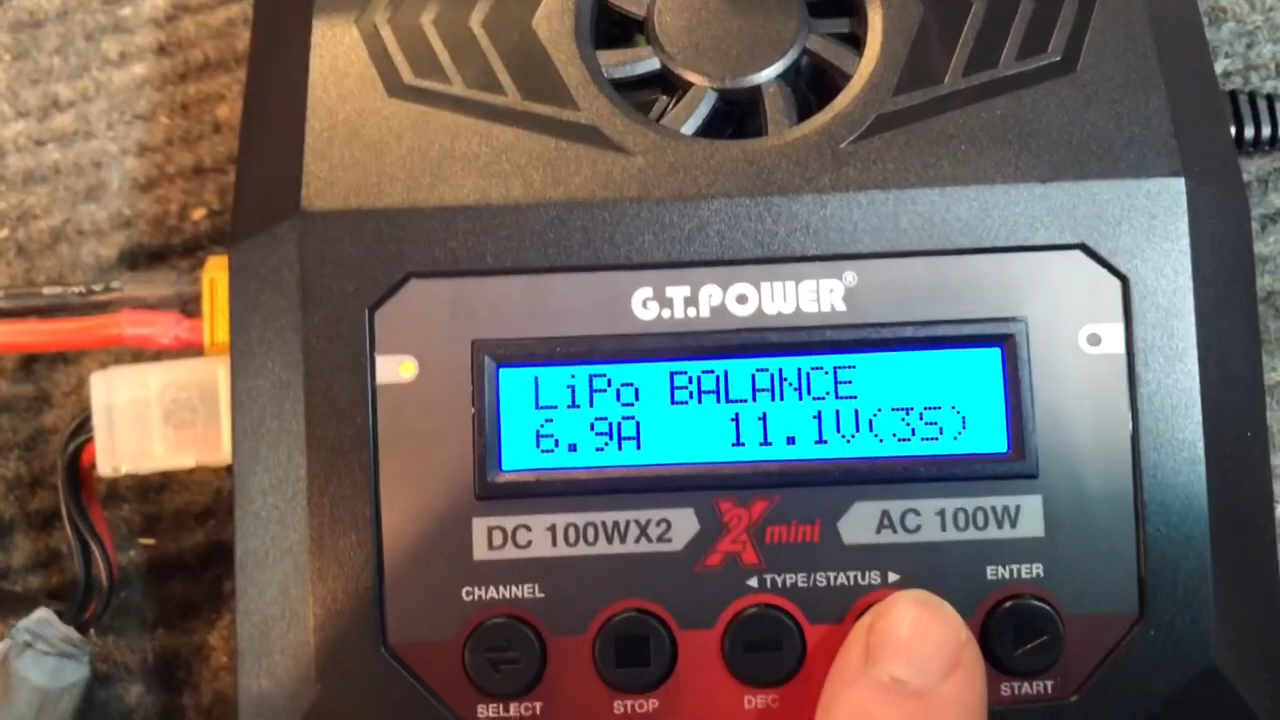 G.T.POWER®
LiPo BALANCE
6.9A 11.1V(3S)
DC 100WX2
X2 mini
AC 100W
CHANNEL
◄ TYPE/STATUS ►
ENTER
SELECT
STOP
DEC
START